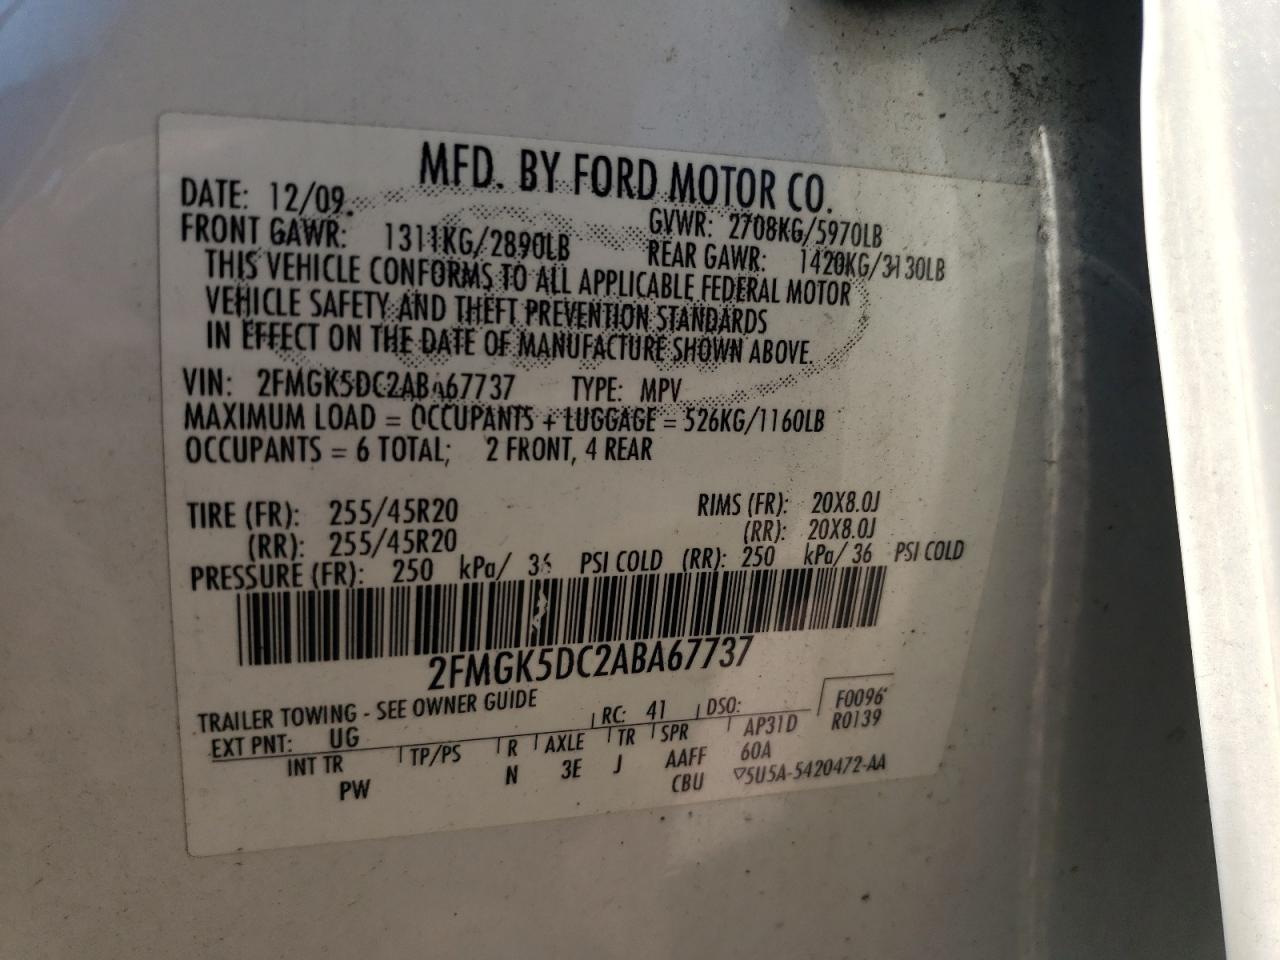 MFD. BY FORD MOTOR CO.
DATE: 12/09. GVWR: 2708KG/5970LB
FRONT GAWR: 1311KG/2890LB REAR GAWR: 1420KG/3130LB
THIS VEHICLE CONFORMS TO ALL APPLICABLE FEDERAL MOTOR
VEHICLE SAFETY AND THEFT PREVENTION STANDARDS
IN EFFECT ON THE DATE OF MANUFACTURE SHOWN ABOVE.
VIN: 2FMGK5DC2ABA67737 TYPE: MPV
MAXIMUM LOAD = OCCUPANTS + LUGGAGE = 526KG/1160LB
OCCUPANTS = 6 TOTAL; 2 FRONT, 4 REAR
TIRE (FR): 255/45R20 RIMS (FR): 20X8.0J
(RR): 255/45R20 (RR): 20X8.0J
PRESSURE (FR): 250 kPa/ 36 PSI COLD (RR): 250 kPa/ 36 PSI COLD
2FMGK5DC2ABA67737
TRAILER TOWING - SEE OWNER GUIDE
EXT PNT: UG RC: 41 DSO: F0096
INT TR TP/PS R AXLE TR SPR AP31D R0139
PW N 3E J AAFF 60A
CBU ▽5U5A-5420472-AA